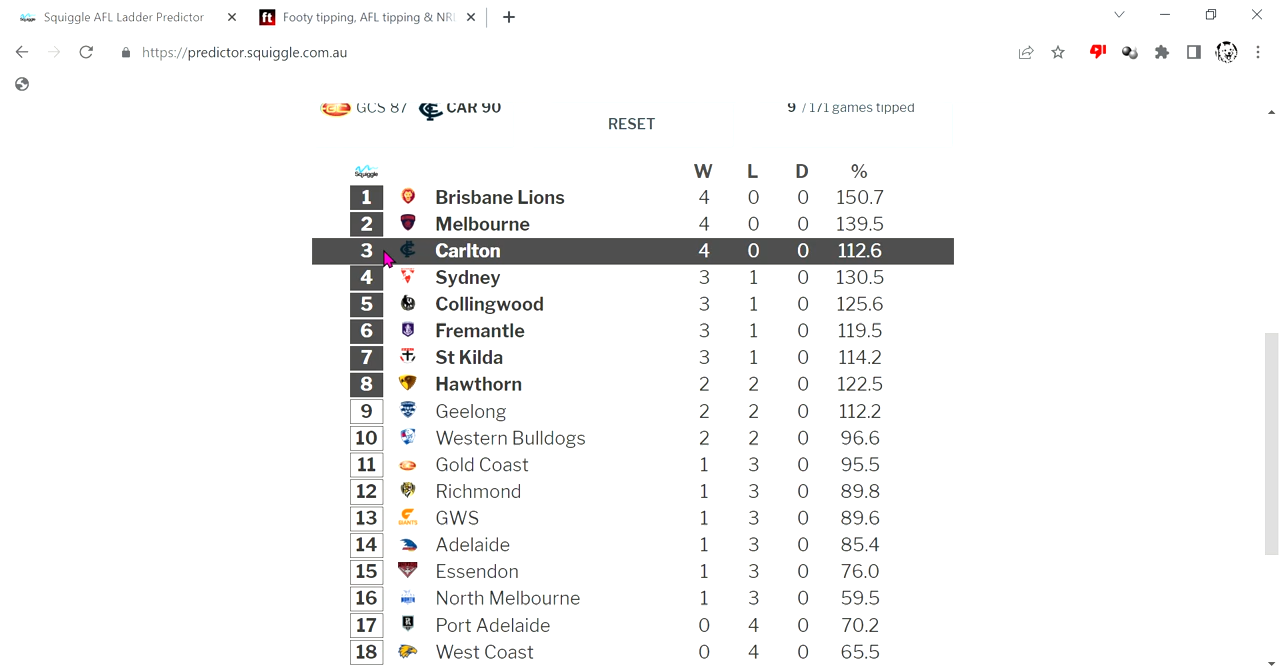 Squiggle AFL Ladder Predictor
ft Footy tipping, AFL tipping & NRL
https://predictor.squiggle.com.au
GCS 87 CAR 90 9 / 171 games tipped
RESET
Squiggle W L D %
1 Brisbane Lions 4 0 0 150.7
2 Melbourne 4 0 0 139.5
3 Carlton 4 0 0 112.6
4 Sydney 3 1 0 130.5
5 Collingwood 3 1 0 125.6
6 Fremantle 3 1 0 119.5
7 St Kilda 3 1 0 114.2
8 Hawthorn 2 2 0 122.5
9 Geelong 2 2 0 112.2
10 Western Bulldogs 2 2 0 96.6
11 Gold Coast 1 3 0 95.5
12 Richmond 1 3 0 89.8
13 GWS 1 3 0 89.6
14 Adelaide 1 3 0 85.4
15 Essendon 1 3 0 76.0
16 North Melbourne 1 3 0 59.5
17 Port Adelaide 0 4 0 70.2
18 West Coast 0 4 0 65.5